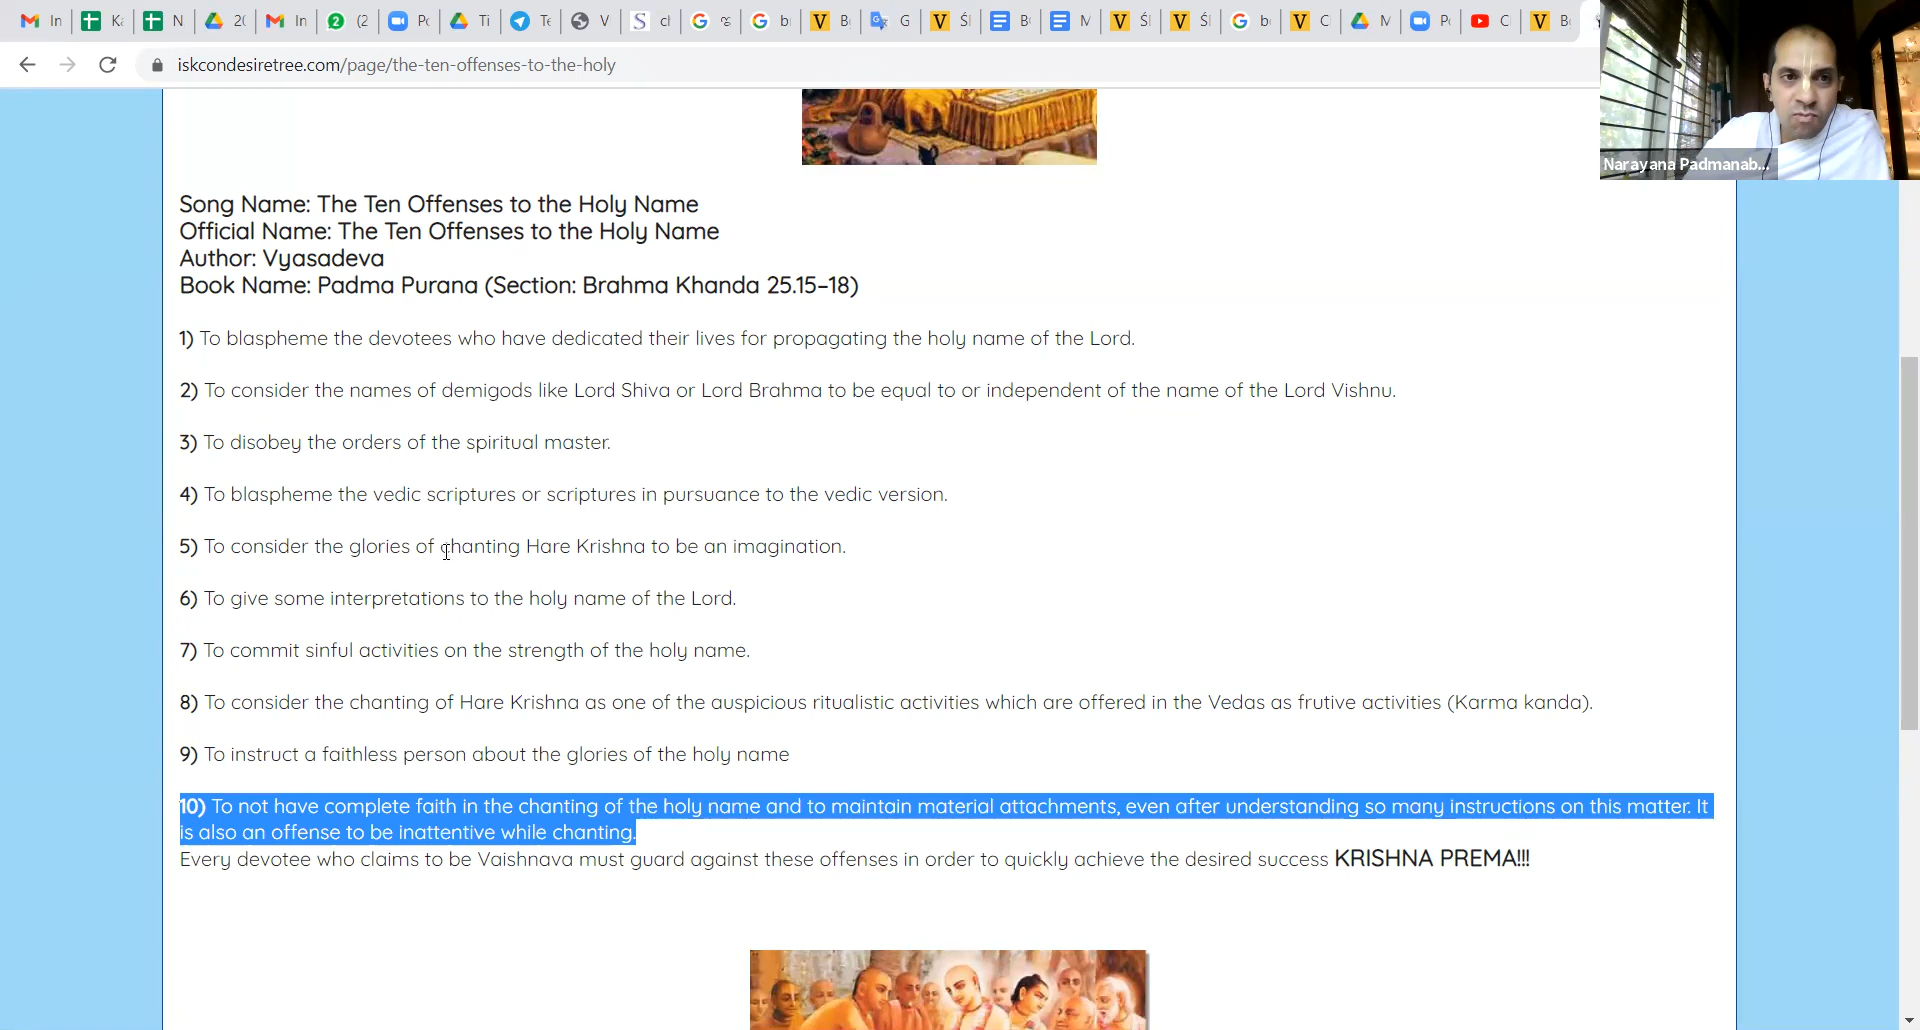 In
Ka
N
20
In
(2
Po
Ti
Te
V
cl
G
b
B
G
Ś
B
M
Ś
Ś
b
C
M
Po
C
B
iskcondesiretree.com/page/the-ten-offenses-to-the-holy
Narayana Padmanab...
Song Name: The Ten Offenses to the Holy Name
Official Name: The Ten Offenses to the Holy Name
Author: Vyasadeva
Book Name: Padma Purana (Section: Brahma Khanda 25.15–18)
1) To blaspheme the devotees who have dedicated their lives for propagating the holy name of the Lord.
2) To consider the names of demigods like Lord Shiva or Lord Brahma to be equal to or independent of the name of the Lord Vishnu.
3) To disobey the orders of the spiritual master.
4) To blaspheme the vedic scriptures or scriptures in pursuance to the vedic version.
5) To consider the glories of chanting Hare Krishna to be an imagination.
6) To give some interpretations to the holy name of the Lord.
7) To commit sinful activities on the strength of the holy name.
8) To consider the chanting of Hare Krishna as one of the auspicious ritualistic activities which are offered in the Vedas as frutive activities (Karma kanda).
9) To instruct a faithless person about the glories of the holy name
10) To not have complete faith in the chanting of the holy name and to maintain material attachments, even after understanding so many instructions on this matter. It
is also an offense to be inattentive while chanting.
Every devotee who claims to be Vaishnava must guard against these offenses in order to quickly achieve the desired success KRISHNA PREMA!!!